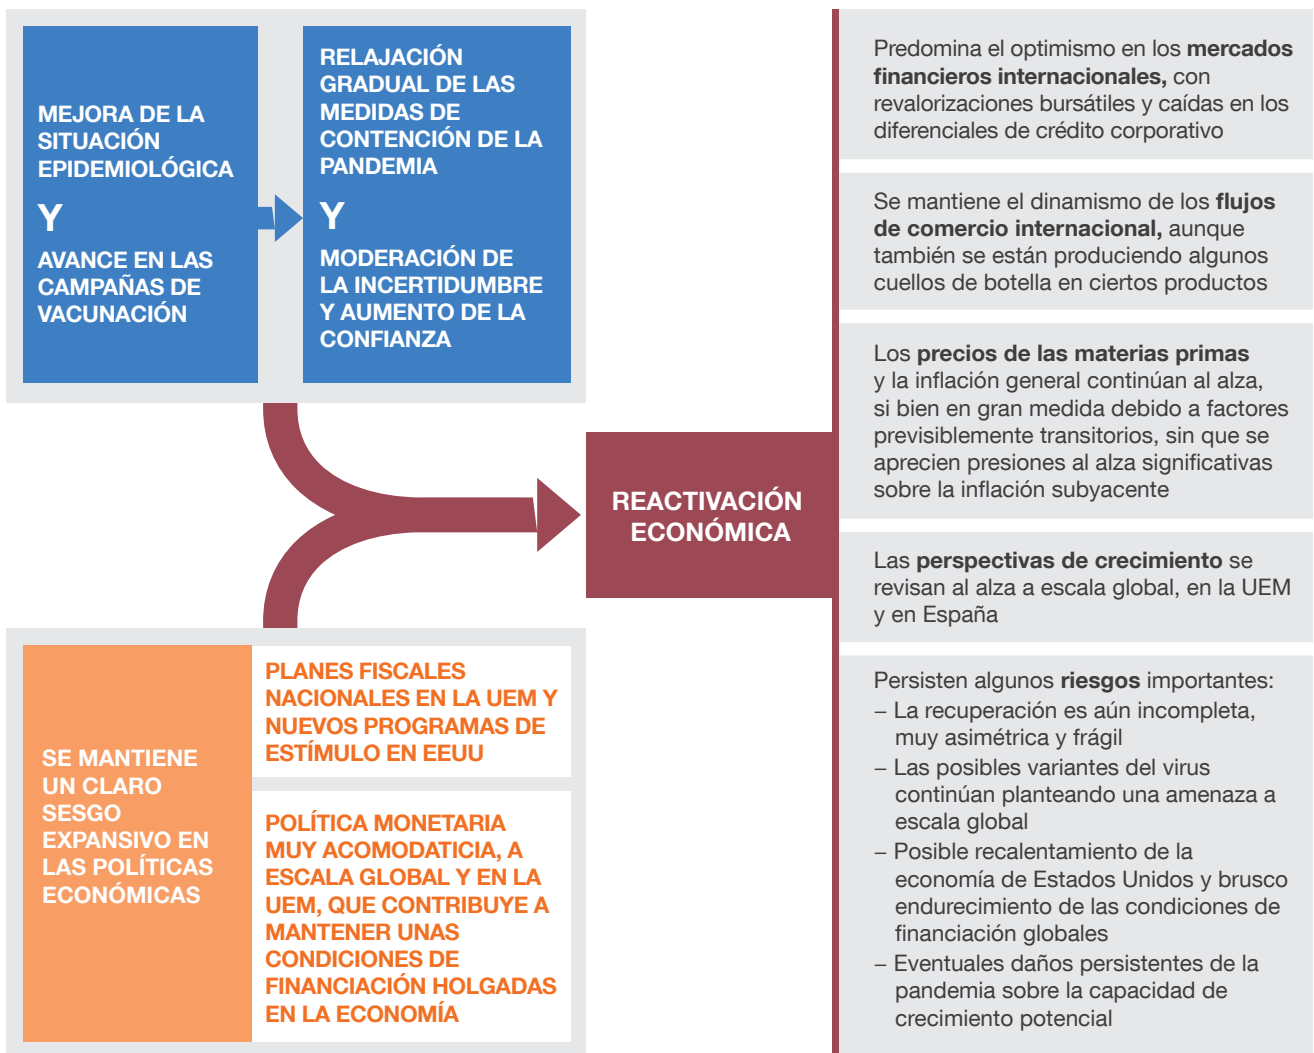 MEJORA DE LA
SITUACIÓN
EPIDEMIOLÓGICA
Y
AVANCE EN LAS
CAMPAÑAS DE
VACUNACIÓN
RELAJACIÓN
GRADUAL DE LAS
MEDIDAS DE
CONTENCIÓN DE LA
PANDEMIA
Y
MODERACIÓN DE
LA INCERTIDUMBRE
Y AUMENTO DE LA
CONFIANZA
SE MANTIENE
UN CLARO
SESGO
EXPANSIVO EN
LAS POLÍTICAS
ECONÓMICAS
PLANES FISCALES
NACIONALES EN LA UEM Y
NUEVOS PROGRAMAS DE
ESTÍMULO EN EEUU
POLÍTICA MONETARIA
MUY ACOMODATICIA, A
ESCALA GLOBAL Y EN LA
UEM, QUE CONTRIBUYE A
MANTENER UNAS
CONDICIONES DE
FINANCIACIÓN HOLGADAS
EN LA ECONOMÍA
REACTIVACIÓN
ECONÓMICA
Predomina el optimismo en los mercados
financieros internacionales, con
revalorizaciones bursátiles y caídas en los
diferenciales de crédito corporativo
Se mantiene el dinamismo de los flujos
de comercio internacional, aunque
también se están produciendo algunos
cuellos de botella en ciertos productos
Los precios de las materias primas
y la inflación general continúan al alza,
si bien en gran medida debido a factores
previsiblemente transitorios, sin que se
aprecien presiones al alza significativas
sobre la inflación subyacente
Las perspectivas de crecimiento se
revisan al alza a escala global, en la UEM
y en España
Persisten algunos riesgos importantes:
– La recuperación es aún incompleta,
muy asimétrica y frágil
– Las posibles variantes del virus
continúan planteando una amenaza a
escala global
– Posible recalentamiento de la
economía de Estados Unidos y brusco
endurecimiento de las condiciones de
financiación globales
– Eventuales daños persistentes de la
pandemia sobre la capacidad de
crecimiento potencial